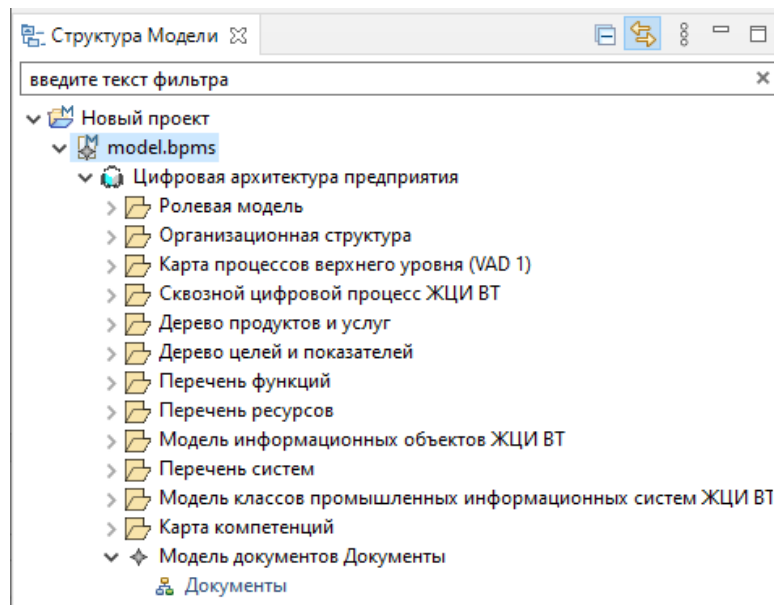 Структура Модели
введите текст фильтра
Новый проект
model.bpms
Цифровая архитектура предприятия
Ролевая модель
Организационная структура
Карта процессов верхнего уровня (VAD 1)
Сквозной цифровой процесс ЖЦИ ВТ
Дерево продуктов и услуг
Дерево целей и показателей
Перечень функций
Перечень ресурсов
Модель информационных объектов ЖЦИ ВТ
Перечень систем
Модель классов промышленных информационных систем ЖЦИ ВТ
Карта компетенций
Модель документов Документы
Документы